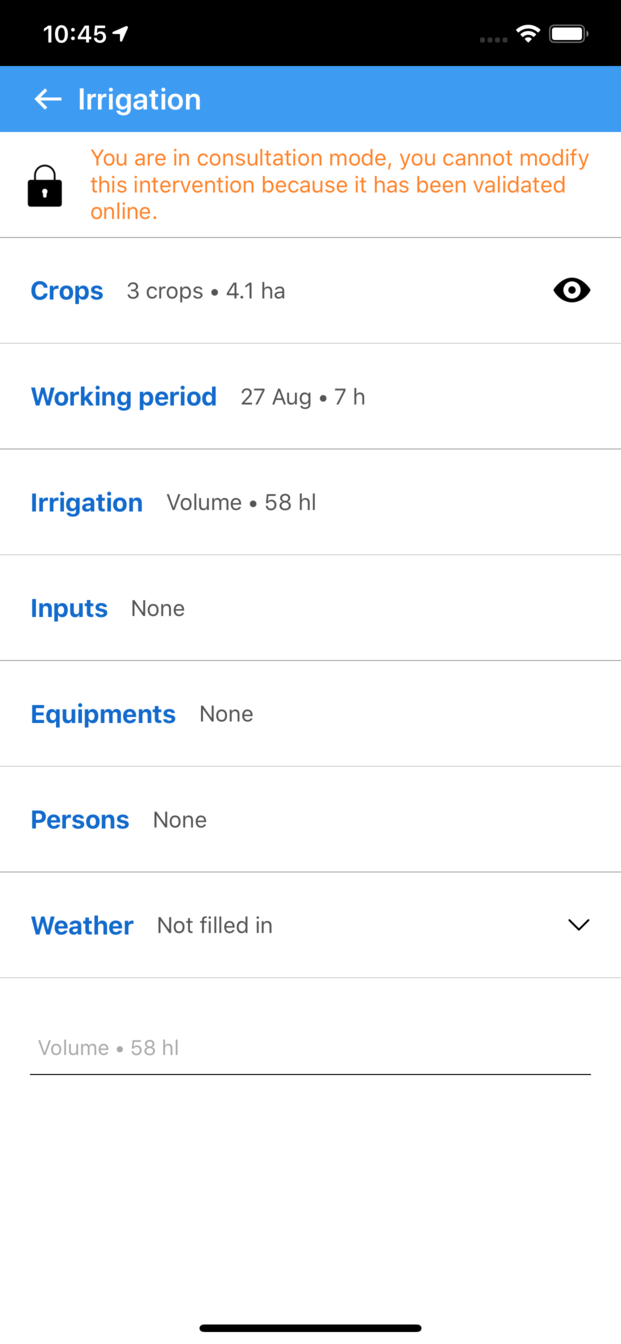 10:45
Irrigation
You are in consultation mode, you cannot modify
this intervention because it has been validated
online.
Crops 3 crops • 4.1 ha
Working period 27 Aug • 7 h
Irrigation Volume • 58 hl
Inputs None
Equipments None
Persons None
Weather Not filled in
Volume • 58 hl